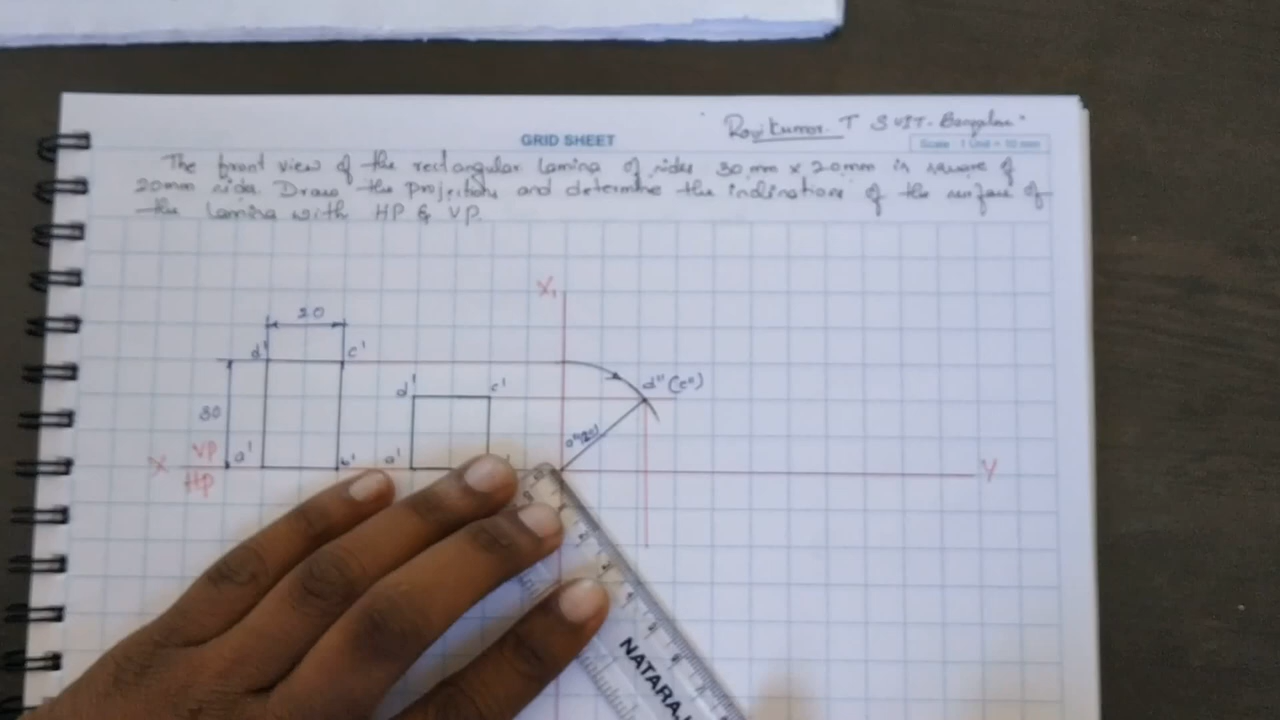 Ravikumar T SVIT-Bangalore
GRID SHEET
Scale 1 Unit = 10 mm
The front view of the rectangular lamina of sides 30 mm x 20mm is square of
20mm side. Draw the projections and determine the inclinations of the surface of
the lamina with HP & VP.
X₁
20
d' c'
d' c' d" (c")
30
VP
X a' b' a' Y
HP
NATARAJ